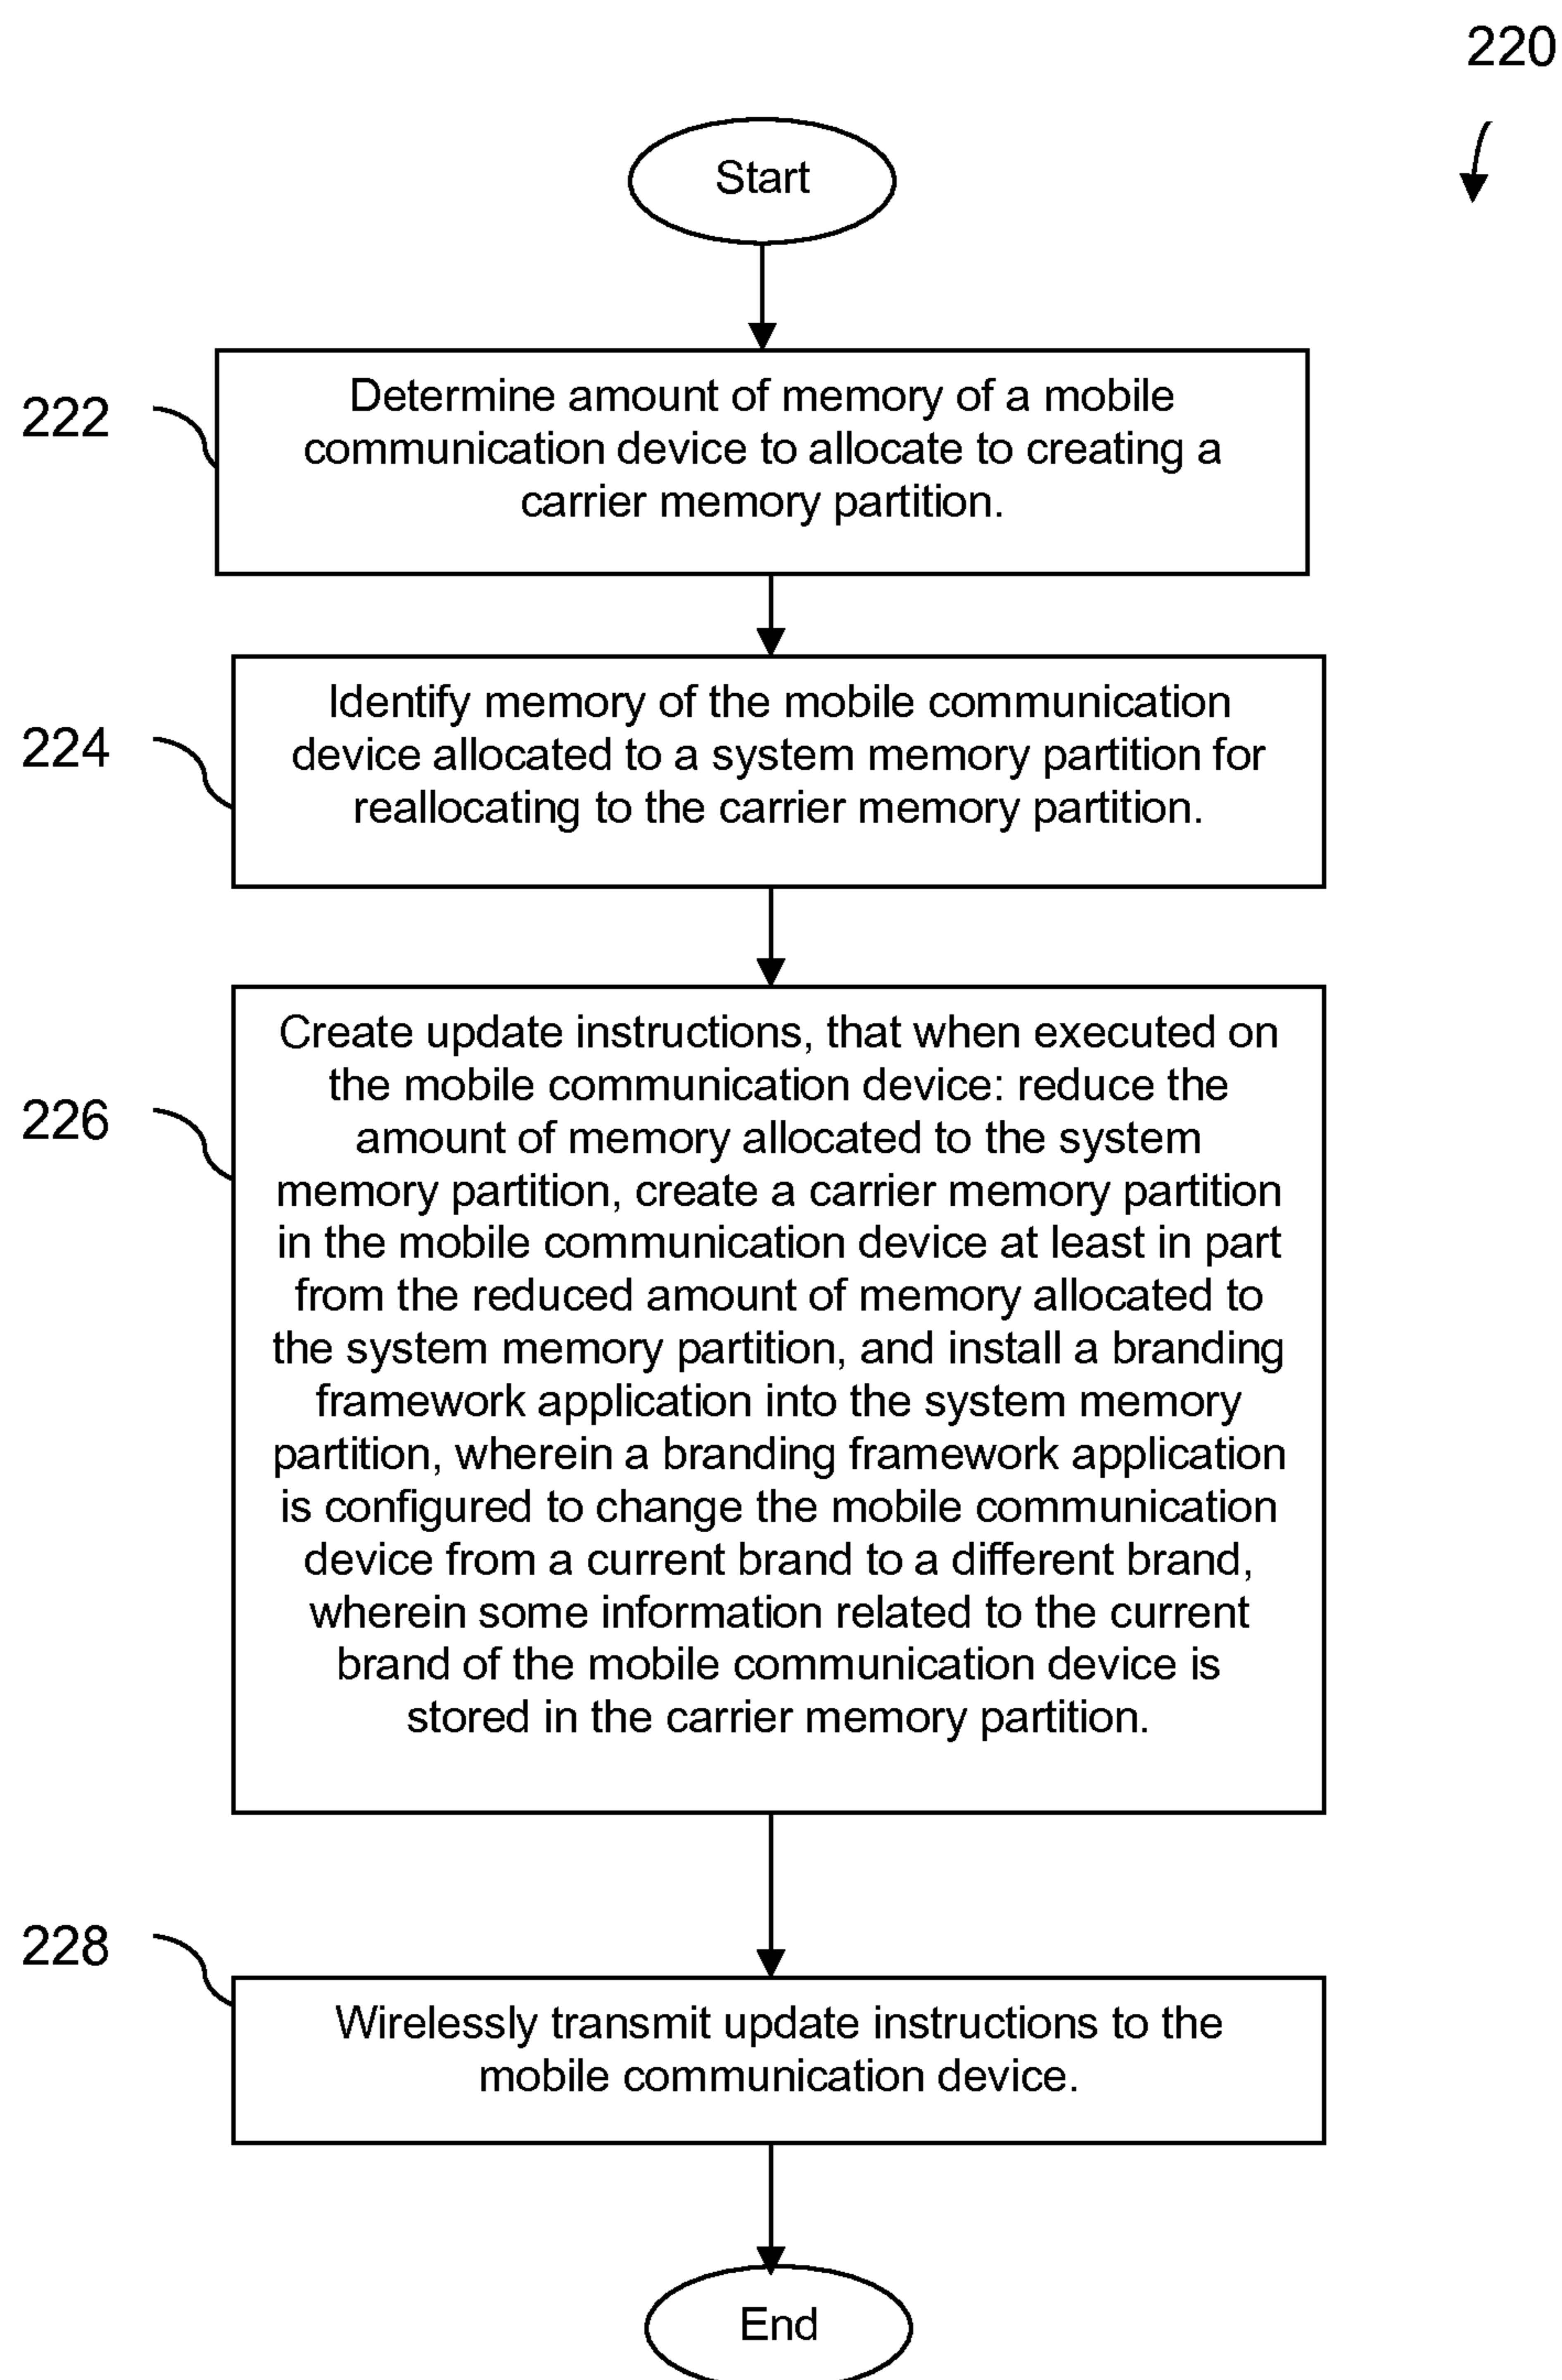 220
Start
222
Determine amount of memory of a mobile
communication device to allocate to creating a
carrier memory partition.
224
Identify memory of the mobile communication
device allocated to a system memory partition for
reallocating to the carrier memory partition.
226
Create update instructions, that when executed on
the mobile communication device: reduce the
amount of memory allocated to the system
memory partition, create a carrier memory partition
in the mobile communication device at least in part
from the reduced amount of memory allocated to
the system memory partition, and install a branding
framework application into the system memory
partition, wherein a branding framework application
is configured to change the mobile communication
device from a current brand to a different brand,
wherein some information related to the current
brand of the mobile communication device is
stored in the carrier memory partition.
228
Wirelessly transmit update instructions to the
mobile communication device.
End